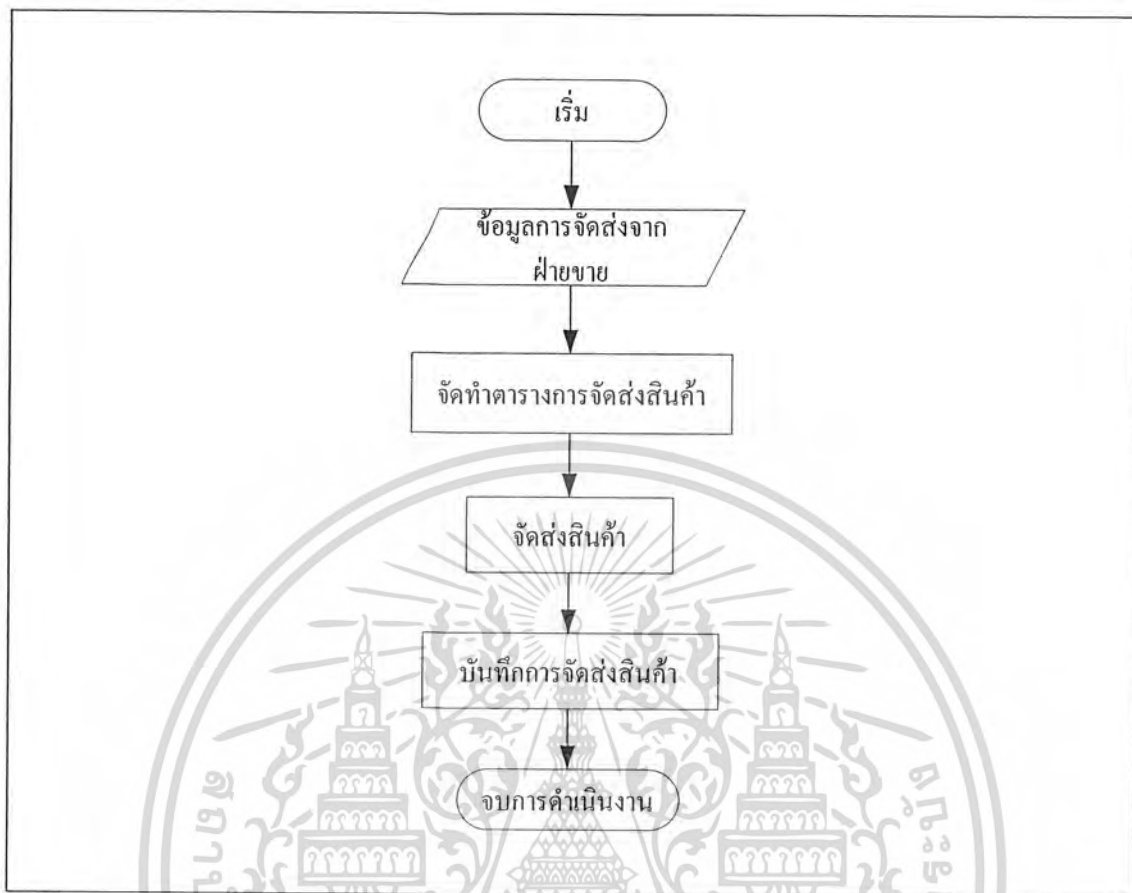 เริ่ม
ข้อมูลการจัดส่งจาก
ฝ่ายขาย
จัดทำตารางการจัดส่งสินค้า
จัดส่งสินค้า
บันทึกการจัดส่งสินค้า
จบการดำเนินงาน